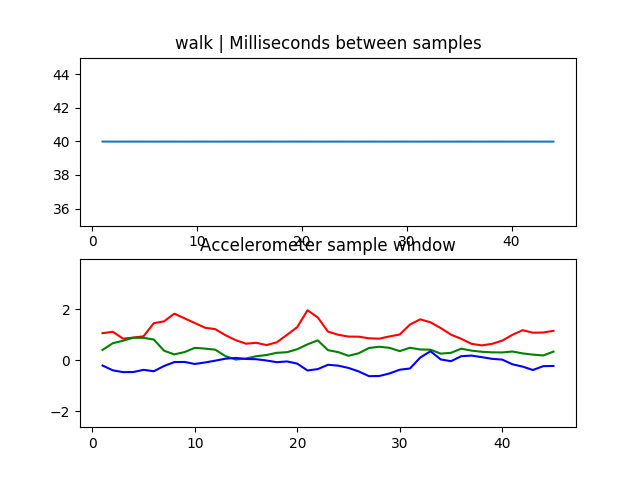 walk | Milliseconds between samples
44
42
40
38
36
0 10 20 30 40
Accelerometer sample window
2
0
−2
0 10 20 30 40